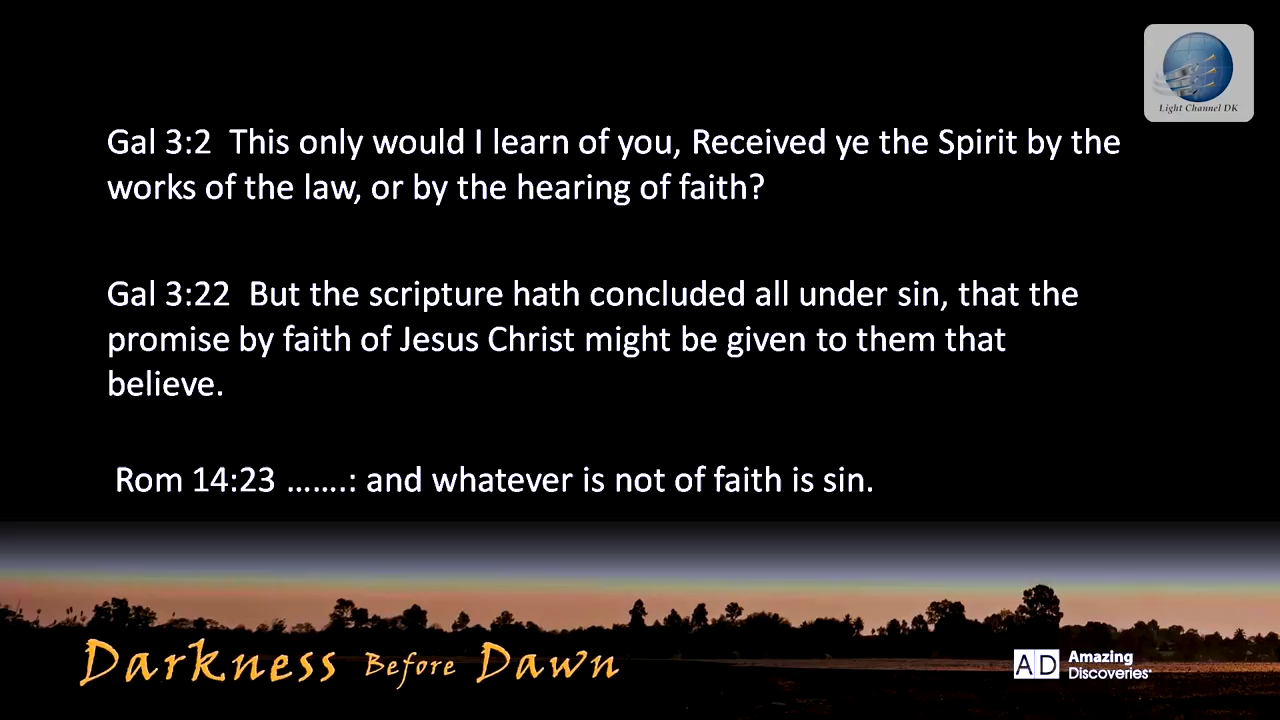 Light Channel DK
Gal 3:2  This only would I learn of you, Received ye the Spirit by the
works of the law, or by the hearing of faith?
Gal 3:22  But the scripture hath concluded all under sin, that the
promise by faith of Jesus Christ might be given to them that
believe.
Rom 14:23 …….: and whatever is not of faith is sin.
Darkness Before Dawn
AD Amazing
Discoveries